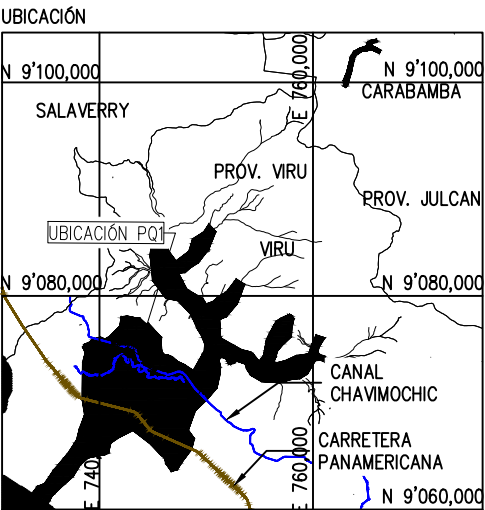 UBICACIÓN
N 9'100,000
E 760,000
N 9'100,000
CARABAMBA
SALAVERRY
PROV. VIRU
PROV. JULCAN
UBICACIÓN PQ1
VIRU
N 9'080,000
N 9'080,000
CANAL
CHAVIMOCHIC
CARRETERA
PANAMERICANA
E 740
E 760,000
N 9'060,000